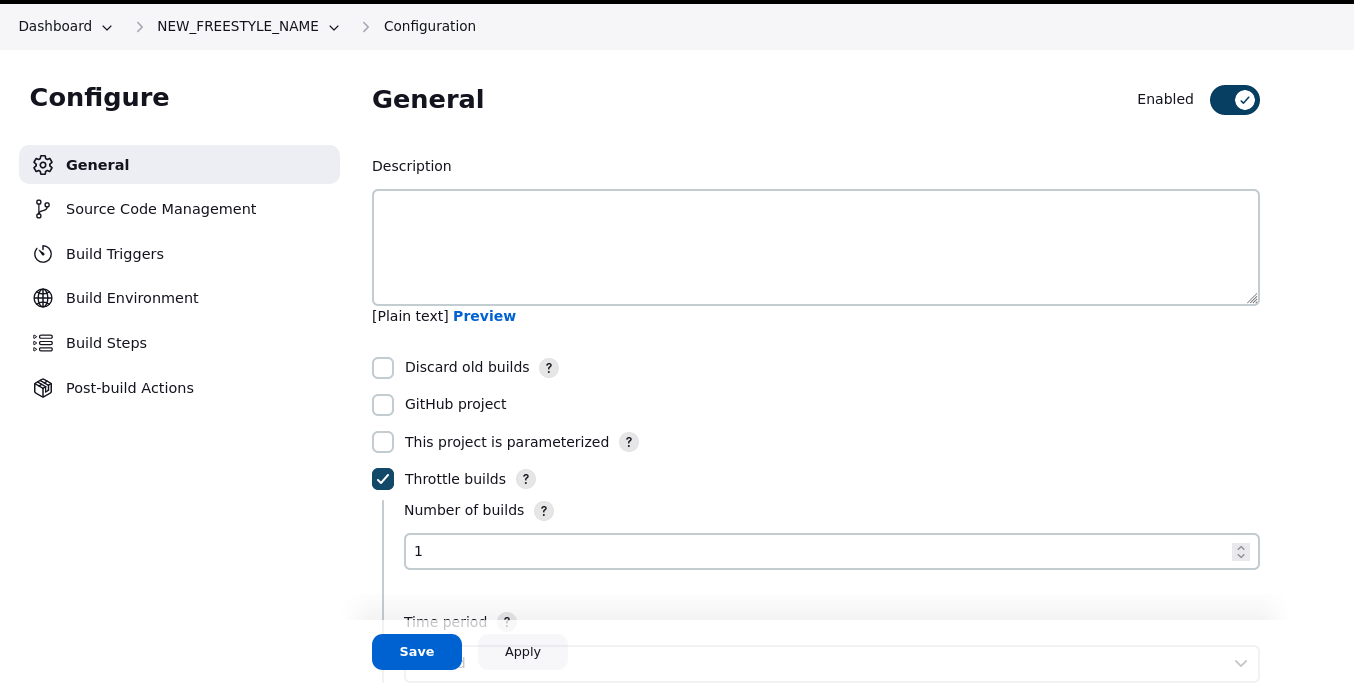 Dashboard
NEW_FREESTYLE_NAME
Configuration
Configure
General
Source Code Management
Build Triggers
Build Environment
Build Steps
Post-build Actions
General
Enabled
Description
[Plain text] Preview
Discard old builds ?
GitHub project
This project is parameterized ?
Throttle builds ?
Number of builds ?
1
Time period ?
Save
Apply